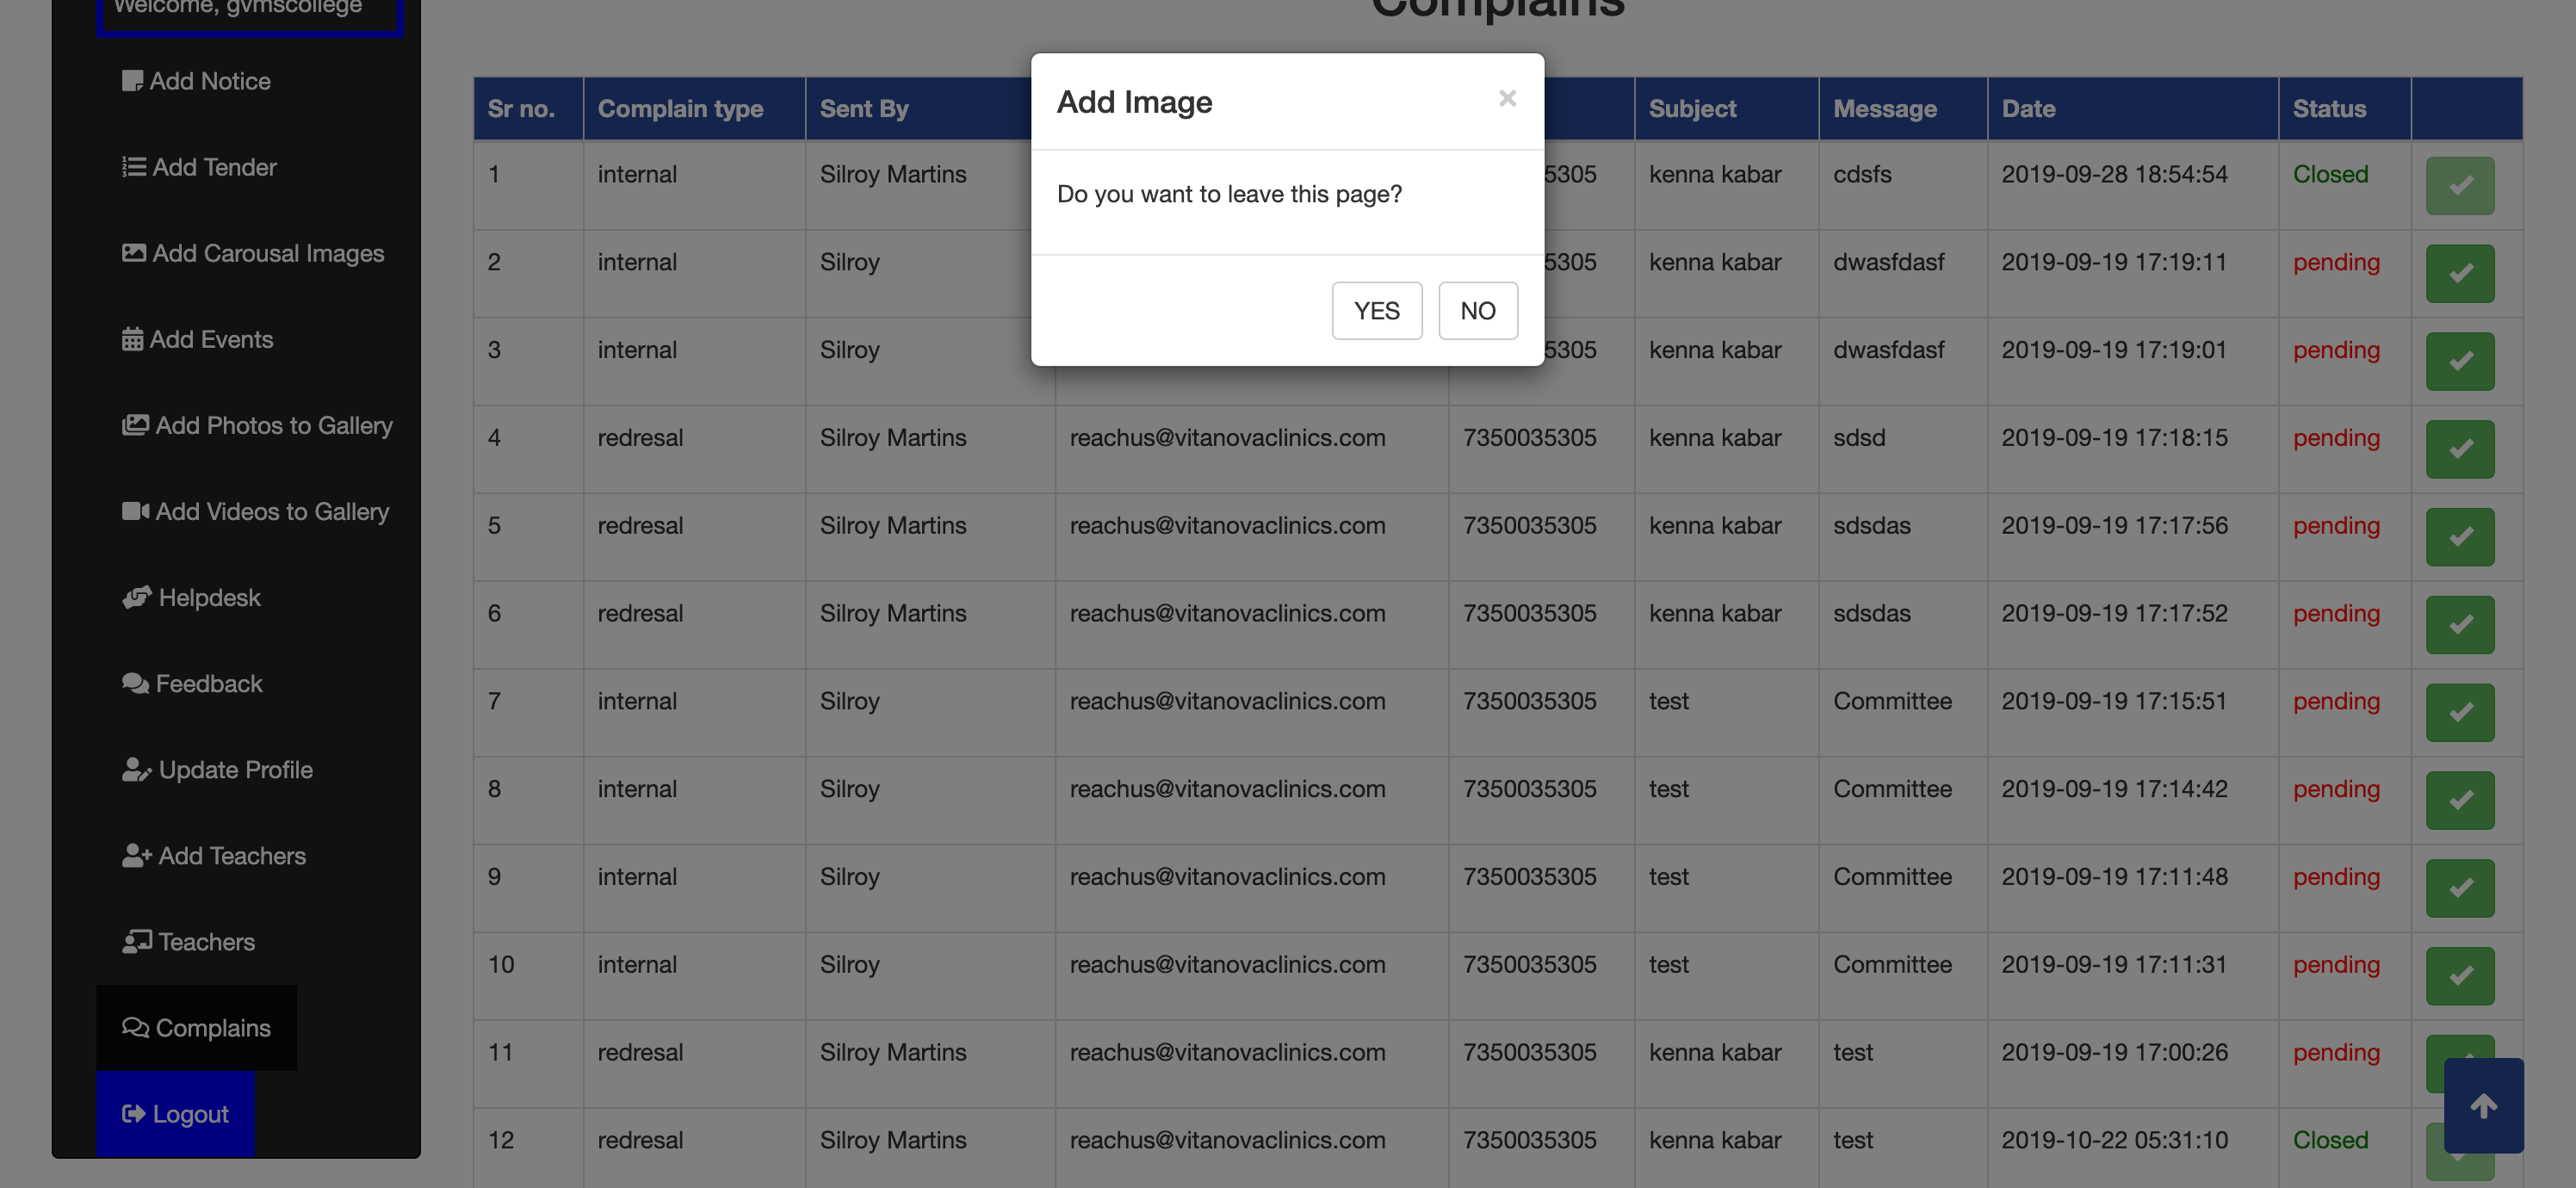 Welcome, gvmscollege
Add Notice
Add Tender
Add Carousal Images
Add Events
Add Photos to Gallery
Add Videos to Gallery
Helpdesk
Feedback
Update Profile
Add Teachers
Teachers
Complains
Logout
Complains
Add Image
×
Do you want to leave this page?
YES NO
Sr no. Complain type Sent By Subject Message Date Status
1 internal Silroy Martins 5305 kenna kabar cdsfs 2019-09-28 18:54:54 Closed
2 internal Silroy 5305 kenna kabar dwasfdasf 2019-09-19 17:19:11 pending
3 internal Silroy 5305 kenna kabar dwasfdasf 2019-09-19 17:19:01 pending
4 redresal Silroy Martins reachus@vitanovaclinics.com 7350035305 kenna kabar sdsd 2019-09-19 17:18:15 pending
5 redresal Silroy Martins reachus@vitanovaclinics.com 7350035305 kenna kabar sdsdas 2019-09-19 17:17:56 pending
6 redresal Silroy Martins reachus@vitanovaclinics.com 7350035305 kenna kabar sdsdas 2019-09-19 17:17:52 pending
7 internal Silroy reachus@vitanovaclinics.com 7350035305 test Committee 2019-09-19 17:15:51 pending
8 internal Silroy reachus@vitanovaclinics.com 7350035305 test Committee 2019-09-19 17:14:42 pending
9 internal Silroy reachus@vitanovaclinics.com 7350035305 test Committee 2019-09-19 17:11:48 pending
10 internal Silroy reachus@vitanovaclinics.com 7350035305 test Committee 2019-09-19 17:11:31 pending
11 redresal Silroy Martins reachus@vitanovaclinics.com 7350035305 kenna kabar test 2019-09-19 17:00:26 pending
12 redresal Silroy Martins reachus@vitanovaclinics.com 7350035305 kenna kabar test 2019-10-22 05:31:10 Closed